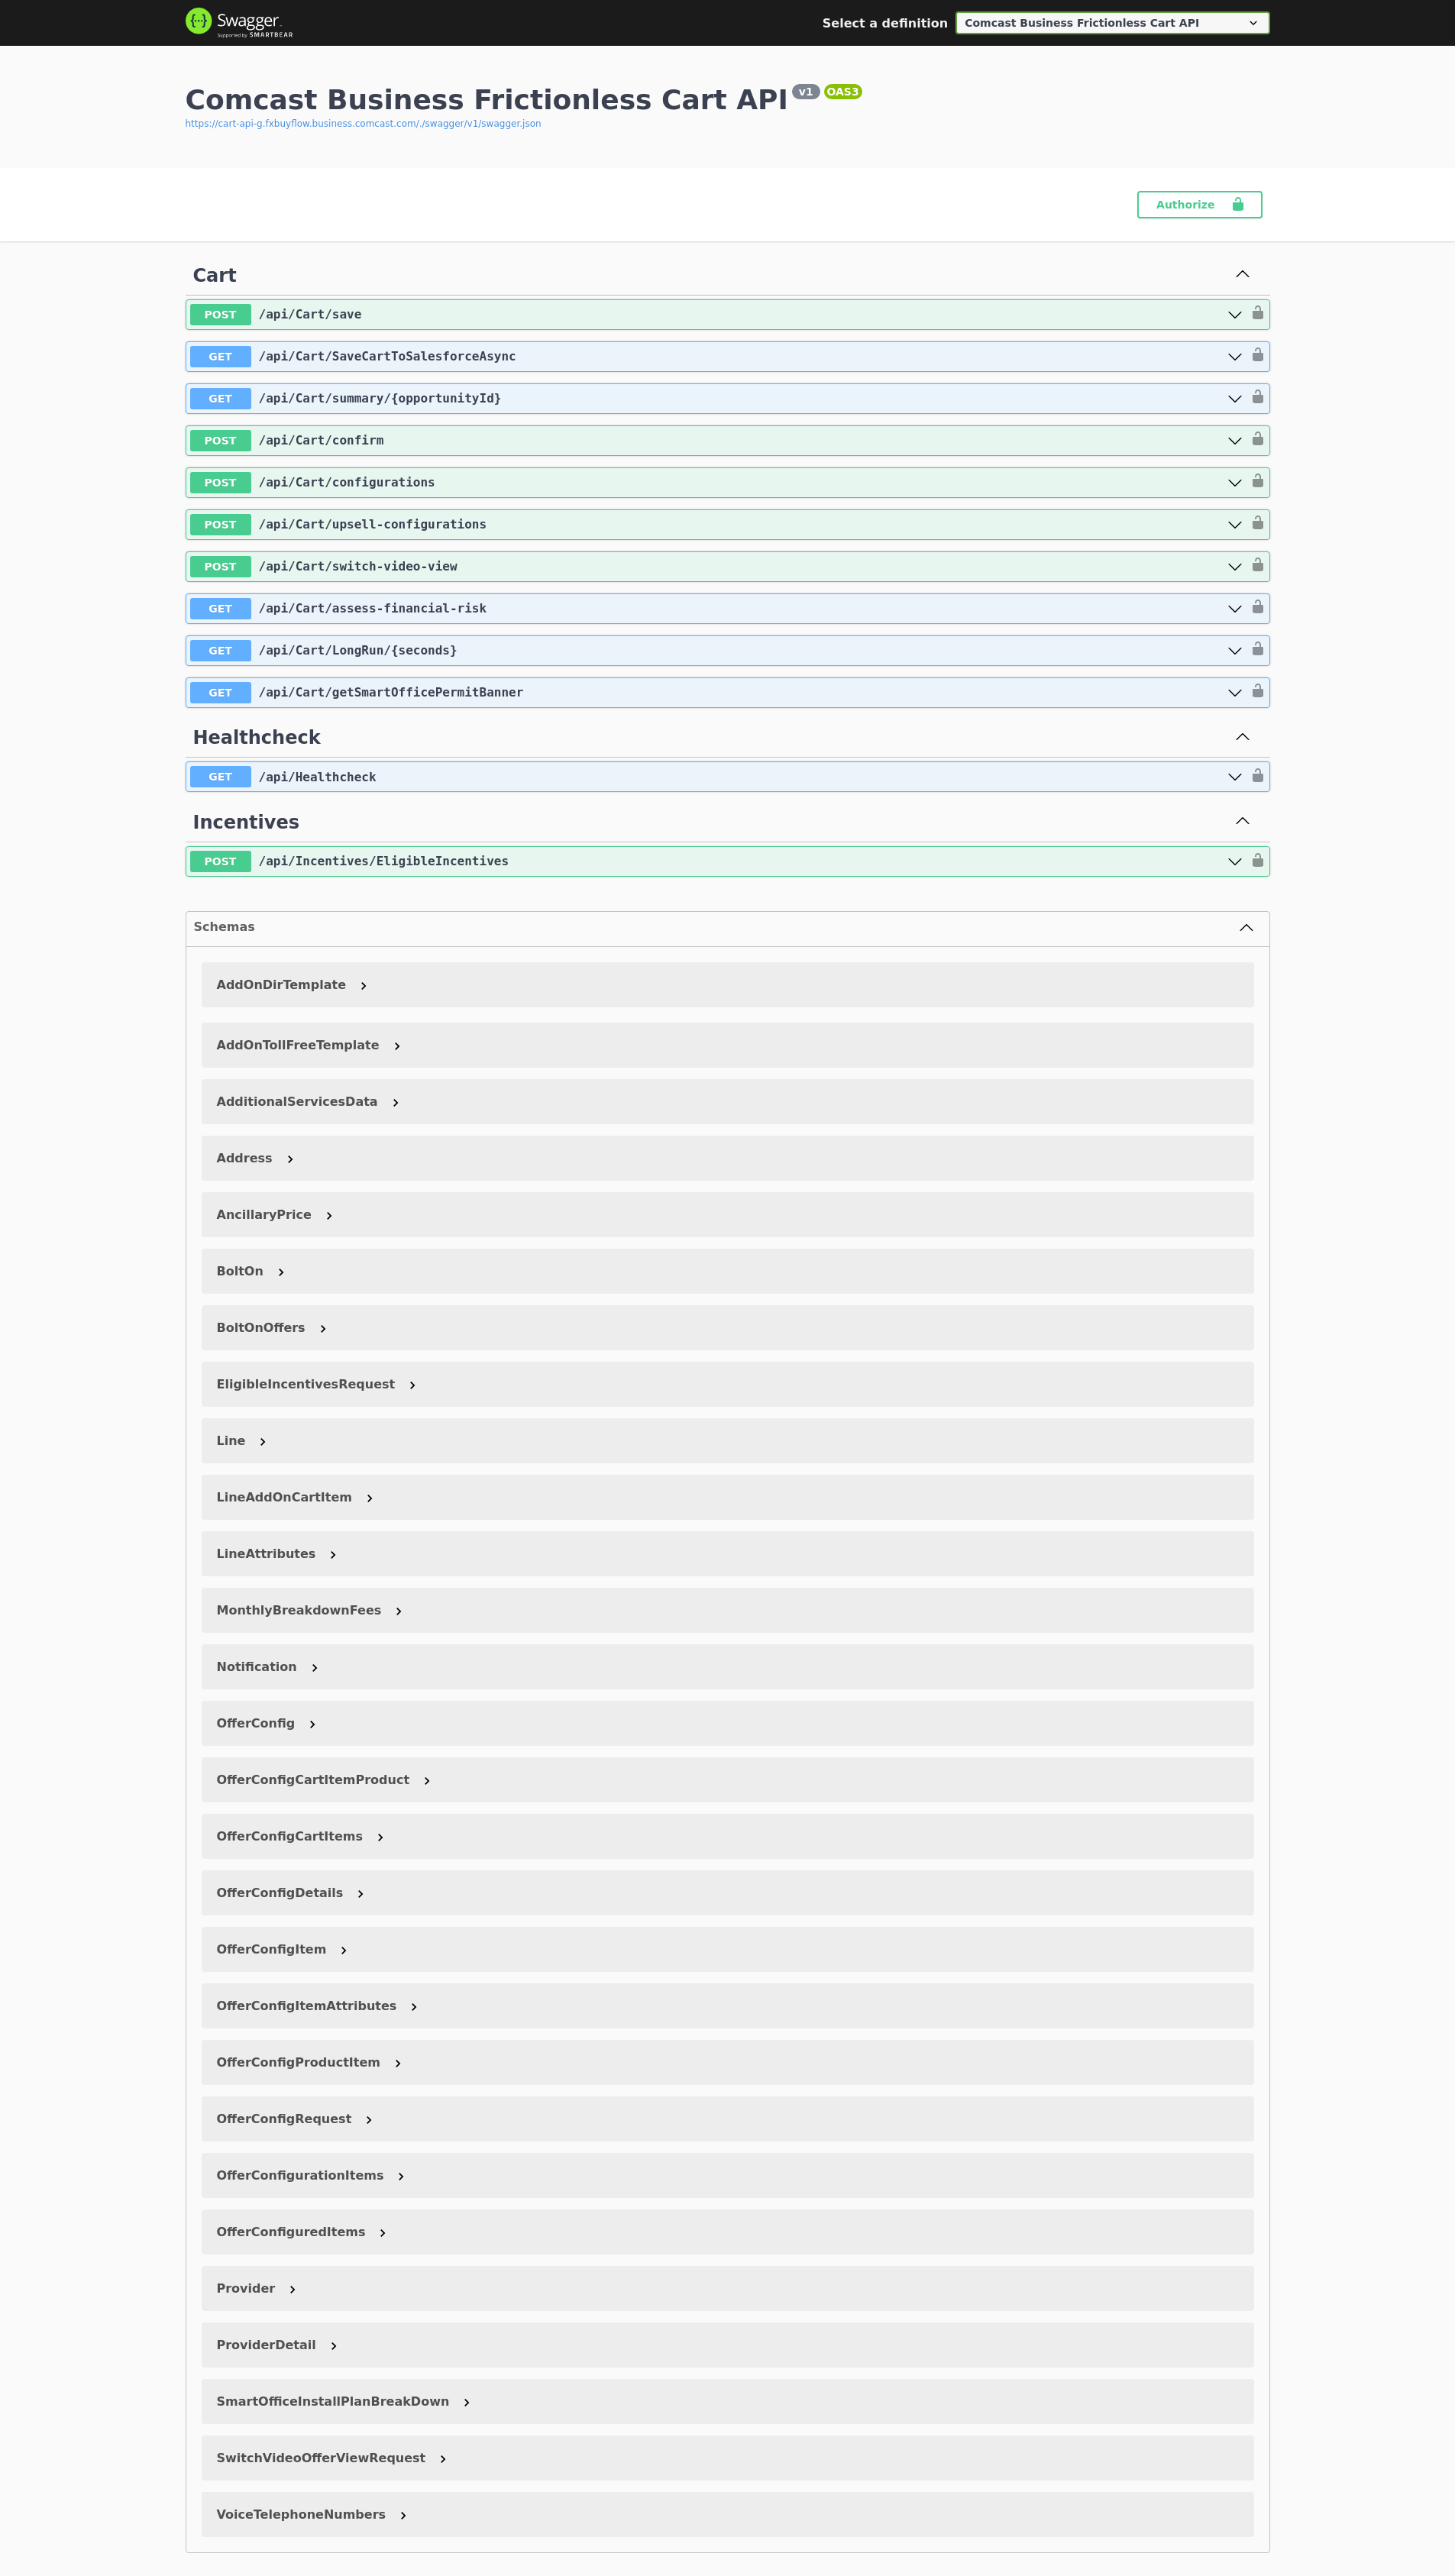 Swagger
Supported by SMARTBEAR
Select a definition
Comcast Business Frictionless Cart API
Comcast Business Frictionless Cart API v1 OAS3
https://cart-api-g.fxbuyflow.business.comcast.com/./swagger/v1/swagger.json
Authorize
Cart
POST /api/Cart/save
GET /api/Cart/SaveCartToSalesforceAsync
GET /api/Cart/summary/{opportunityId}
POST /api/Cart/confirm
POST /api/Cart/configurations
POST /api/Cart/upsell-configurations
POST /api/Cart/switch-video-view
GET /api/Cart/assess-financial-risk
GET /api/Cart/LongRun/{seconds}
GET /api/Cart/getSmartOfficePermitBanner
Healthcheck
GET /api/Healthcheck
Incentives
POST /api/Incentives/EligibleIncentives
Schemas
AddOnDirTemplate
AddOnTollFreeTemplate
AdditionalServicesData
Address
AncillaryPrice
BoltOn
BoltOnOffers
EligibleIncentivesRequest
Line
LineAddOnCartItem
LineAttributes
MonthlyBreakdownFees
Notification
OfferConfig
OfferConfigCartItemProduct
OfferConfigCartItems
OfferConfigDetails
OfferConfigItem
OfferConfigItemAttributes
OfferConfigProductItem
OfferConfigRequest
OfferConfigurationItems
OfferConfiguredItems
Provider
ProviderDetail
SmartOfficeInstallPlanBreakDown
SwitchVideoOfferViewRequest
VoiceTelephoneNumbers